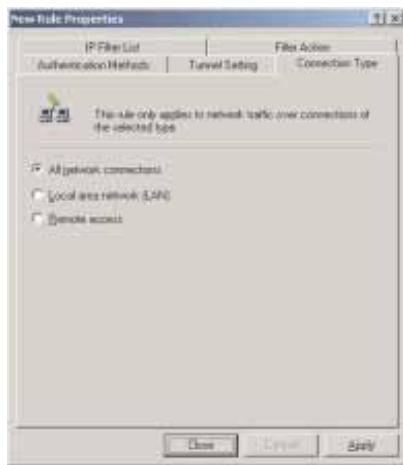 New Rule Properties
IP Filter List Filter Action
Authentication Methods Tunnel Setting Connection Type
This rule only applies to network traffic over connections of
the selected type.
All network connections
Local area network (LAN)
Remote access
Close Cancel Apply